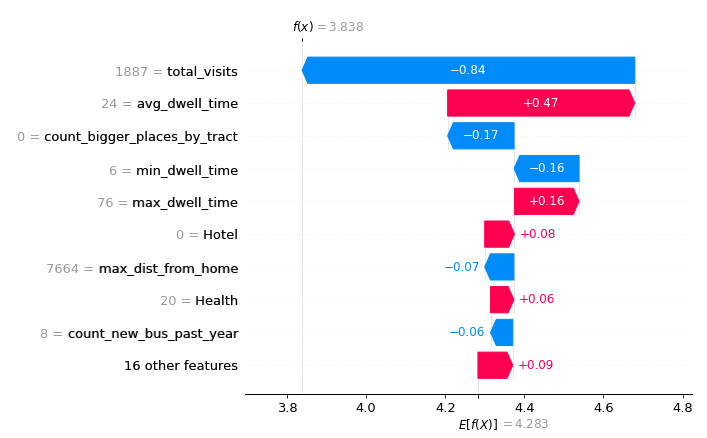 f(x) = 3.838
1887 = total_visits
−0.84
24 = avg_dwell_time
+0.47
0 = count_bigger_places_by_tract
−0.17
6 = min_dwell_time
−0.16
76 = max_dwell_time
+0.16
0 = Hotel
+0.08
7664 = max_dist_from_home
−0.07
20 = Health
+0.06
8 = count_new_bus_past_year
−0.06
16 other features
+0.09
3.8 4.0 4.2 4.4 4.6 4.8
E[f(X)] = 4.283